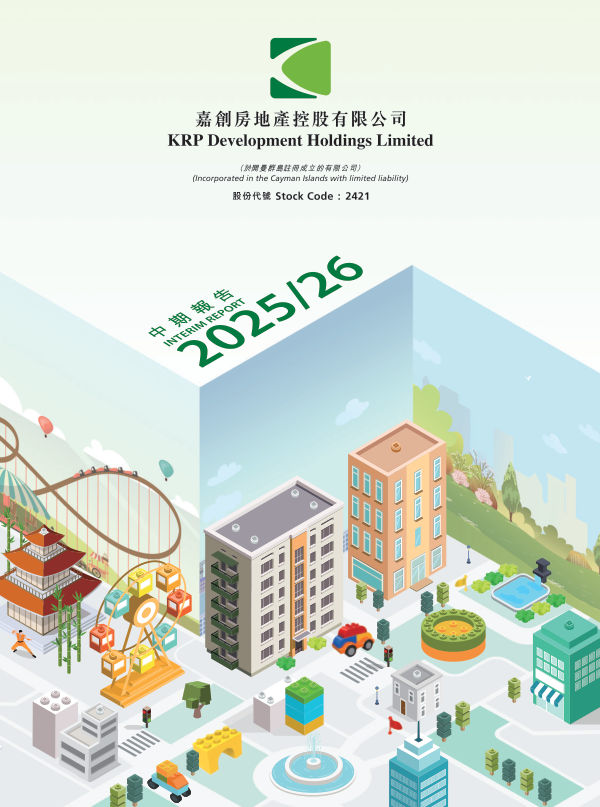 嘉創房地產控股有限公司
KRP Development Holdings Limited
（於開曼群島註冊成立的有限公司）
(Incorporated in the Cayman Islands with limited liability)
股份代號 Stock Code : 2421
中期報告
INTERIM REPORT
2025/26